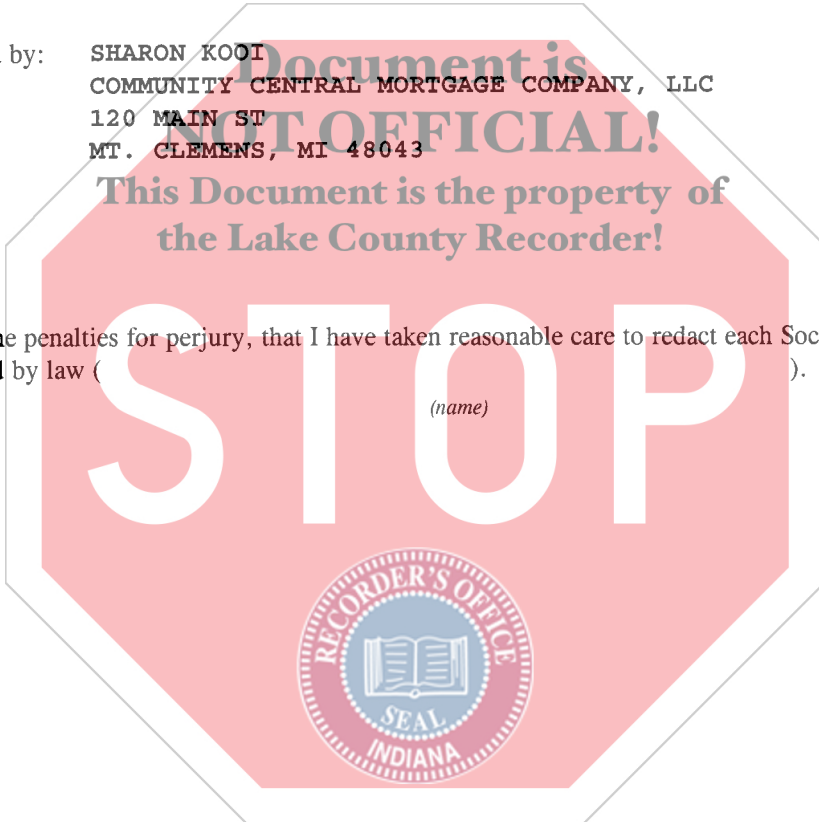 by: SHARON KOOI
COMMUNITY CENTRAL MORTGAGE COMPANY, LLC
120 MAIN ST
MT. CLEMENS, MI 48043
Document is
NOT OFFICIAL!
This Document is the property of
the Lake County Recorder!
penalties for perjury, that I have taken reasonable care to redact each Soc
by law ( ).
(name)
STOP
RECORDER'S OFFICE
SEAL
INDIANA